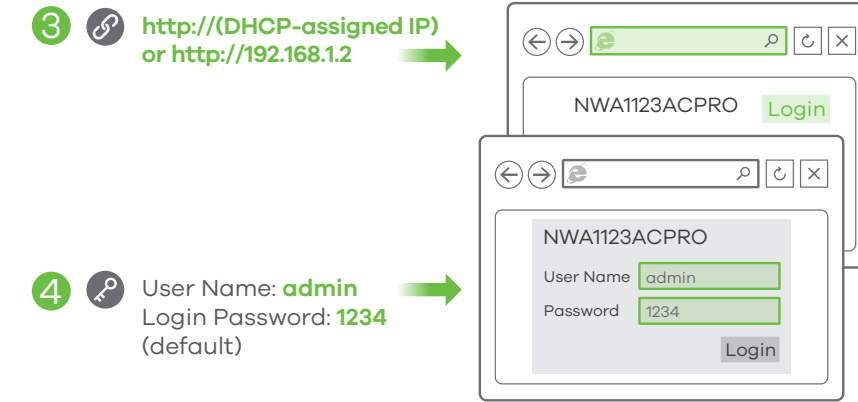 3
http://(DHCP-assigned IP)
or http://192.168.1.2
NWA1123ACPRO Login
4
User Name: admin
Login Password: 1234
(default)
NWA1123ACPRO
User Name admin
Password 1234
Login